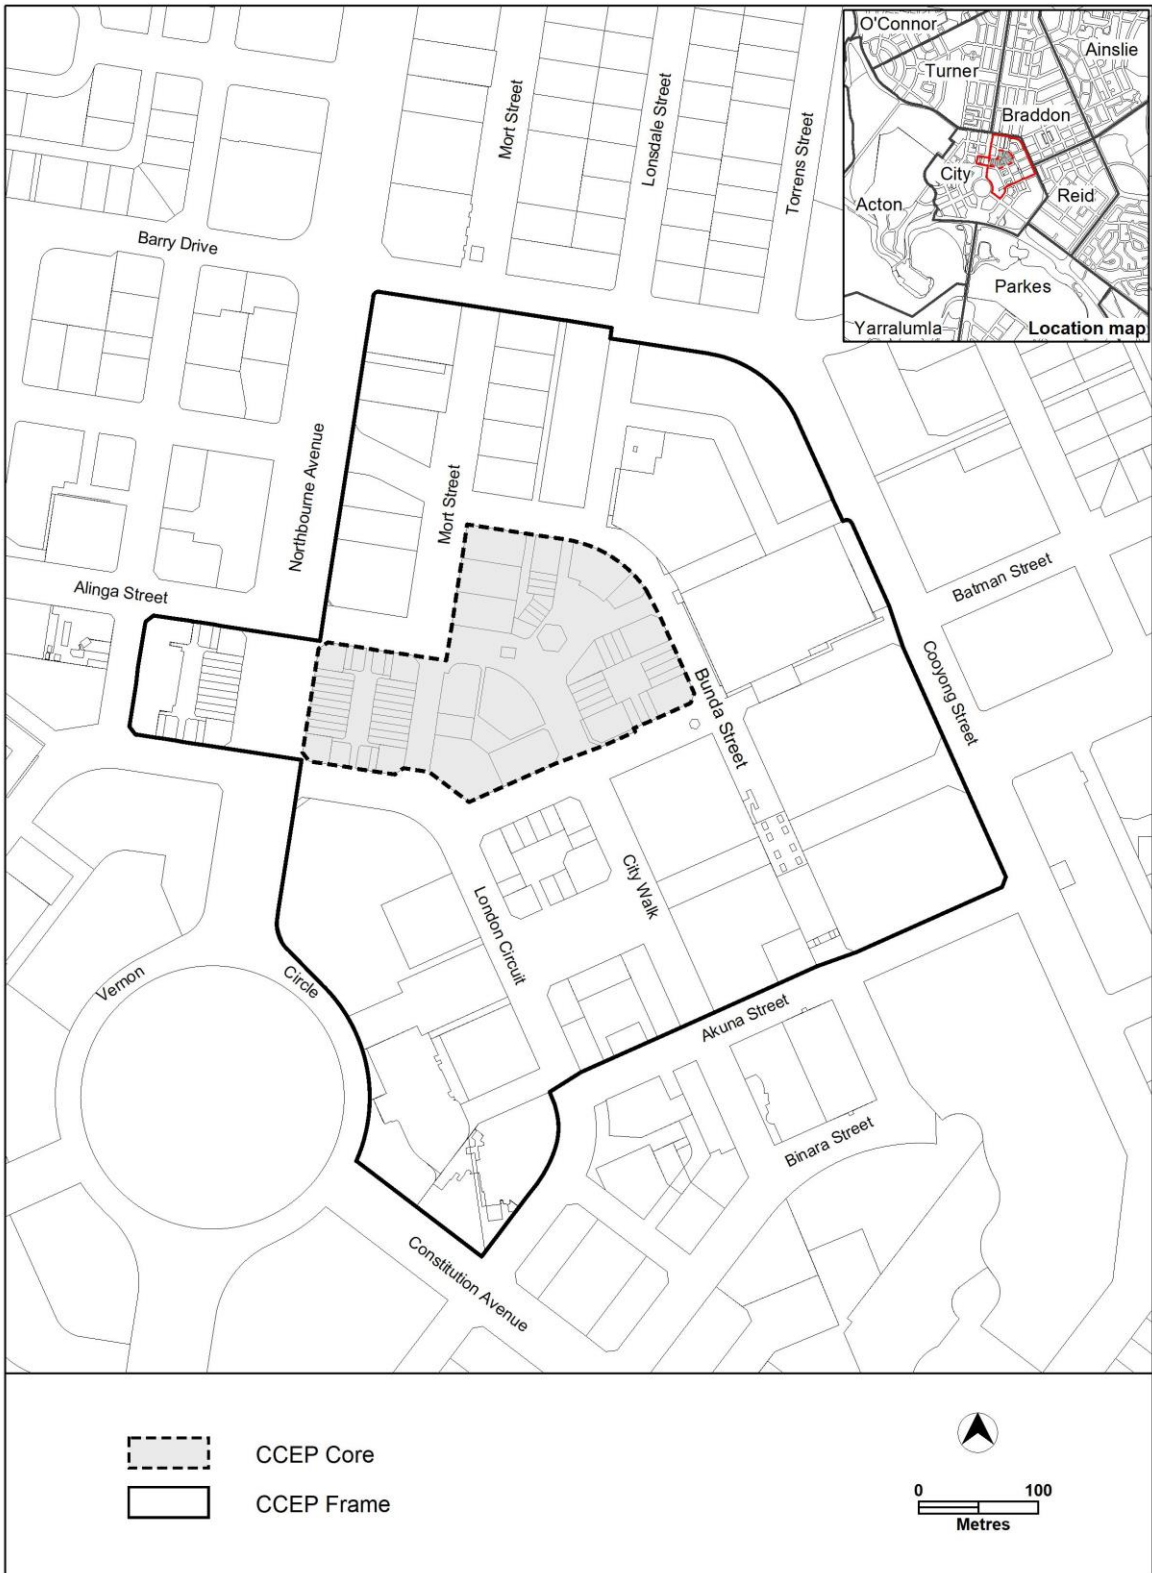 O'Connor
Ainslie
Turner
Braddon
City
Reid
Acton
Parkes
Yarralumla
Location map
Mort Street
Lonsdale Street
Torrens Street
Barry Drive
Northbourne Avenue
Mort Street
Alinga Street
Batman Street
Bunda Street
Cooyong Street
City Walk
London Circuit
Vernon
Circle
Akuna Street
Binara Street
Constitution Avenue
CCEP Core
CCEP Frame
0 100
Metres